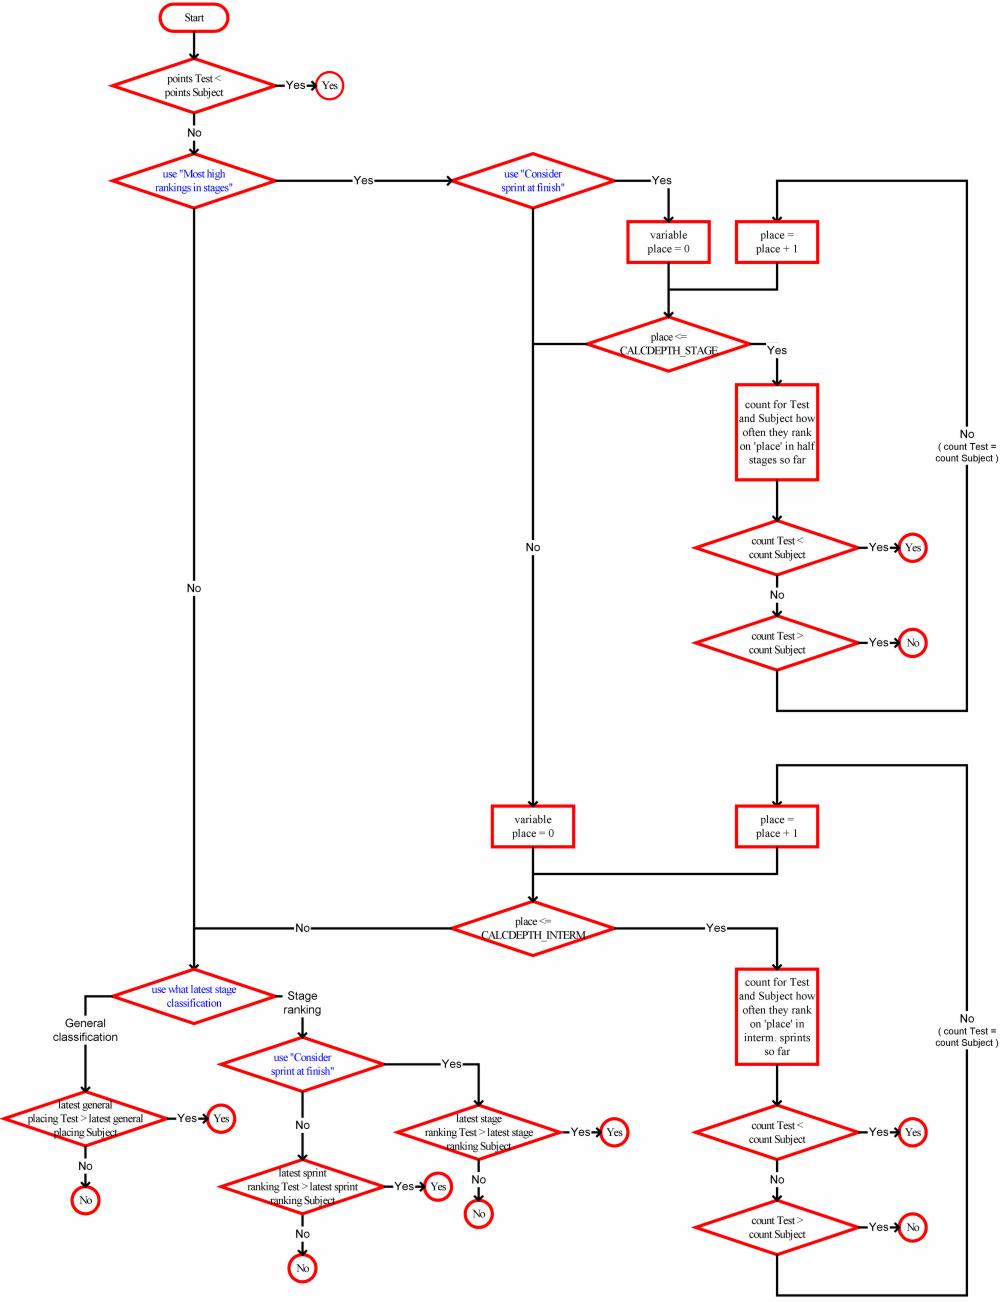 Start
points Test <
points Subject
Yes
Yes
No
use "Most high
rankings in stages"
Yes
use "Consider
sprint at finish"
Yes
variable
place = 0
place =
place + 1
place <=
CALCDEPTH_STAGE
Yes
count for Test
and Subject how
often they rank
on 'place' in half
stages so far
No
( count Test =
count Subject )
count Test <
count Subject
Yes
Yes
No
No
No
count Test >
count Subject
Yes
No
variable
place = 0
place =
place + 1
place <=
CALCDEPTH_INTERM
No
Yes
use what latest stage
classification
General
classification
Stage
ranking
count for Test
and Subject how
often they rank
on 'place' in
interm. sprints
so far
No
( count Test =
count Subject )
use "Consider
sprint at finish"
Yes
latest general
placing Test > latest general
placing Subject
Yes
Yes
No
No
No
latest stage
ranking Test > latest stage
ranking Subject
Yes
Yes
No
No
latest sprint
ranking Test > latest sprint
ranking Subject
Yes
Yes
No
No
count Test <
count Subject
Yes
Yes
No
count Test >
count Subject
Yes
No